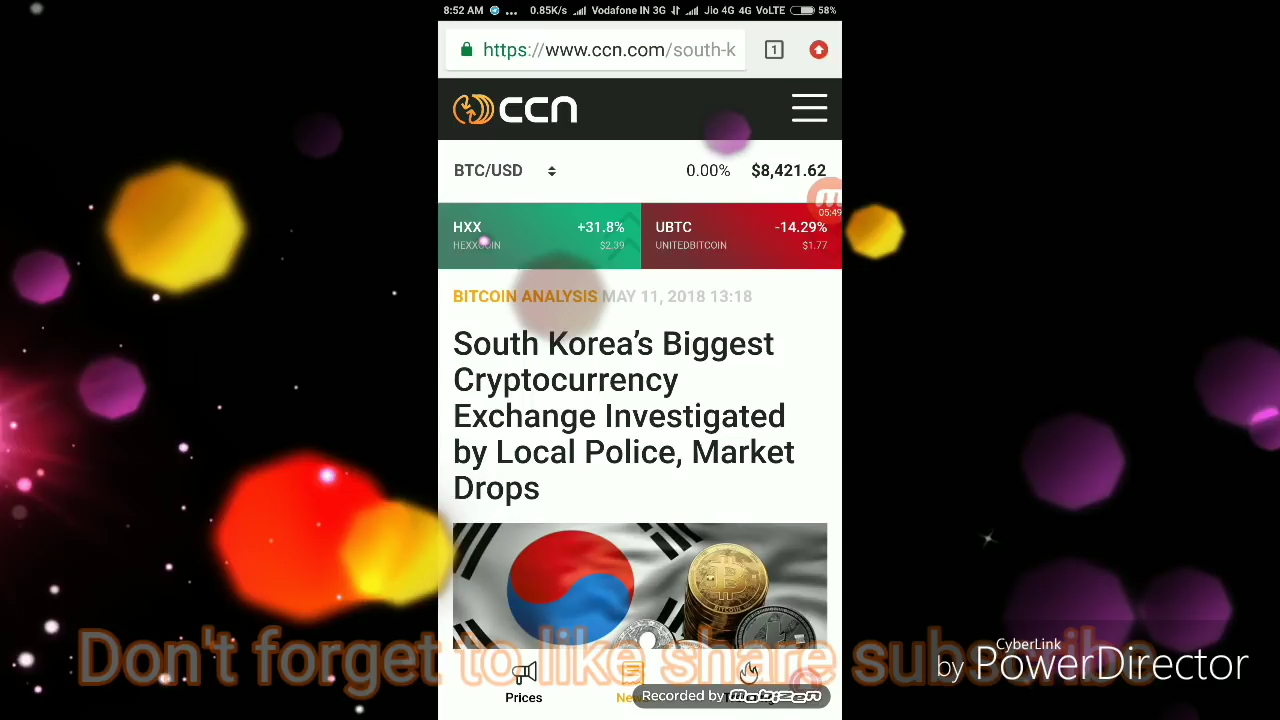 8:52 AM ... 0.85K/s Vodafone IN 3G Jio 4G 4G VoLTE 58%
https://www.ccn.com/south-k 1
ccn
BTC/USD 0.00% $8,421.62
05:49
HXX +31.8% UBTC -14.29%
HEXXCOIN $2.39 UNITEDBITCOIN $1.77
BITCOIN ANALYSIS MAY 11, 2018 13:18
South Korea's Biggest
Cryptocurrency
Exchange Investigated
by Local Police, Market
Drops
Don't forget to like share subscribe
CyberLink
by PowerDirector
Prices News
Recorded by mobizen